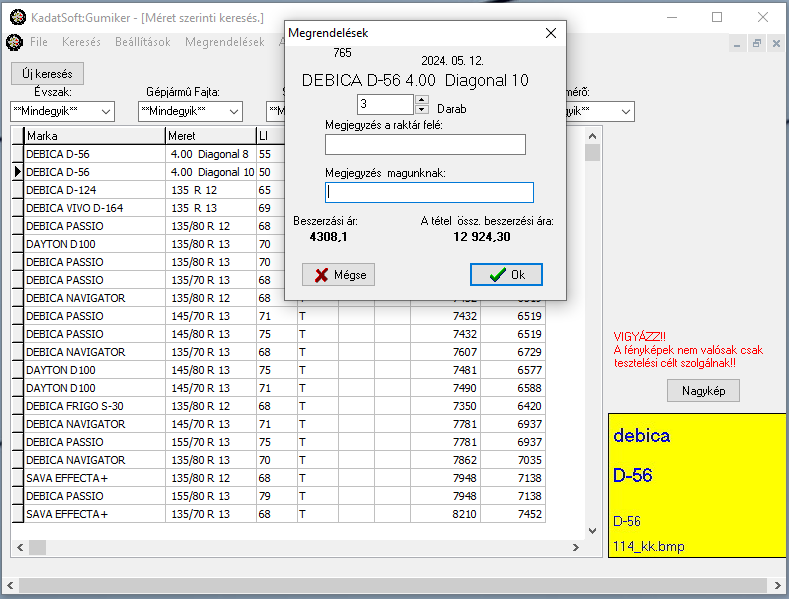 KadatSoft:Gumiker - [Méret szerinti keresés.]
File Keresés Beállítások Megrendelések
Új keresés
Évszak: Gépjármû Fajta: mérő:
**Mindegyik** **Mindegyik**
Marka Meret LI
DEBICA D-56 4.00 Diagonal 8 55
DEBICA D-56 4.00 Diagonal 10 50
DEBICA D-124 135 R 12 65
DEBICA VIVO D-164 135 R 13 69
DEBICA PASSIO 135/80 R 12 68
DAYTON D100 135/80 R 13 70
DEBICA PASSIO 135/80 R 13 70
DEBICA PASSIO 135/70 R 13 68
DEBICA NAVIGATOR 135/80 R 12 68 7432 6519
DEBICA PASSIO 145/70 R 13 71 T 7432 6519
DEBICA PASSIO 145/80 R 13 75 T 7432 6519
DEBICA NAVIGATOR 135/70 R 13 68 T 7607 6729
DAYTON D100 145/80 R 13 75 T 7481 6577
DAYTON D100 145/70 R 13 71 T 7490 6588
DEBICA FRIGO S-30 135/80 R 12 68 T 7350 6420
DEBICA NAVIGATOR 145/70 R 13 71 T 7781 6937
DEBICA PASSIO 155/70 R 13 75 T 7781 6937
DEBICA NAVIGATOR 135/80 R 13 70 T 7862 7035
SAVA EFFECTA+ 135/80 R 12 68 T 7948 7138
DEBICA PASSIO 155/80 R 13 79 T 7948 7138
SAVA EFFECTA+ 135/70 R 13 68 T 8210 7452
Megrendelések
765
2024. 05. 12.
DEBICA D-56 4.00 Diagonal 10
3 Darab
Megjegyzés a raktár felé:
Megjegyzés magunknak:
Beszerzási ár: A tétel össz. beszerzési ára:
4308,1 12 924,30
Mégse Ok
VIGYÁZZ!!
A fényképek nem valósak csak
tesztelési célt szolgálnak!!
Nagykép
debica
D-56
D-56
114_kk.bmp